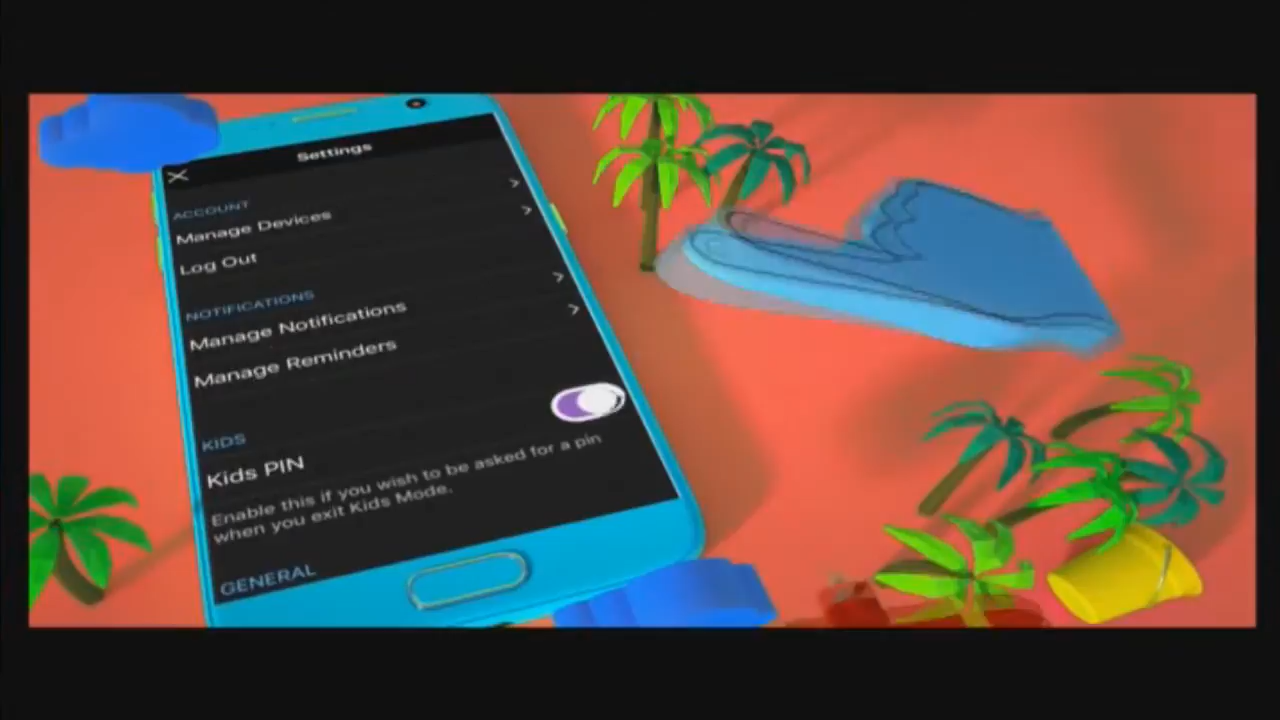 Settings
ACCOUNT
Manage Devices
Log Out
NOTIFICATIONS
Manage Notifications
Manage Reminders
KIDS
Kids PIN
Enable this if you wish to be asked for a pin
when you exit Kids Mode.
GENERAL